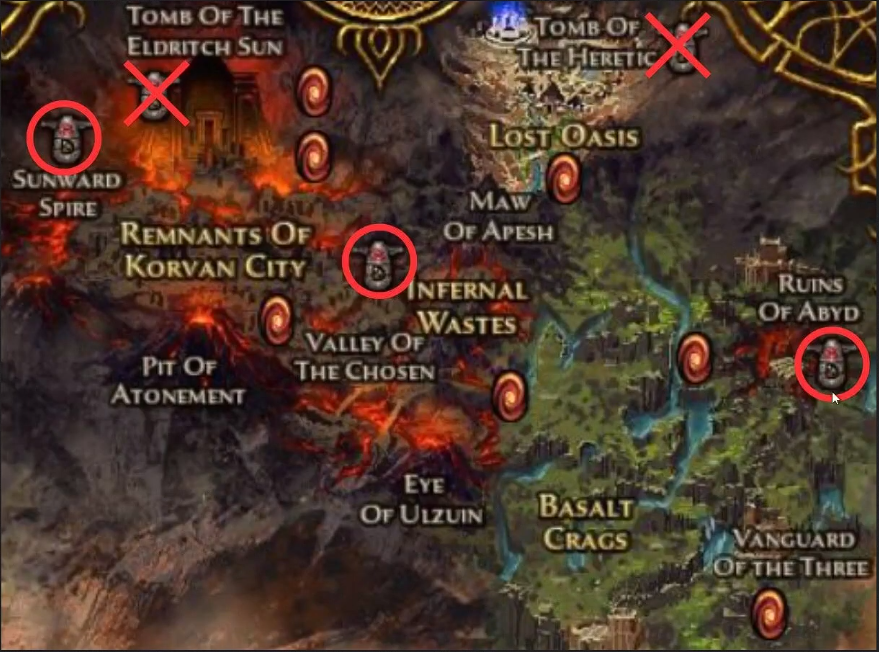 Tomb Of The
Eldritch Sun
Tomb Of
The Heretic
Lost Oasis
Sunward
Spire
Maw
Of Apesh
Remnants Of
Korvan City
Infernal
Wastes
Ruins
Of Abyd
Valley Of
The Chosen
Pit Of
Atonement
Eye
Of Ulzuin
Basalt
Crags
Vanguard
Of the Three